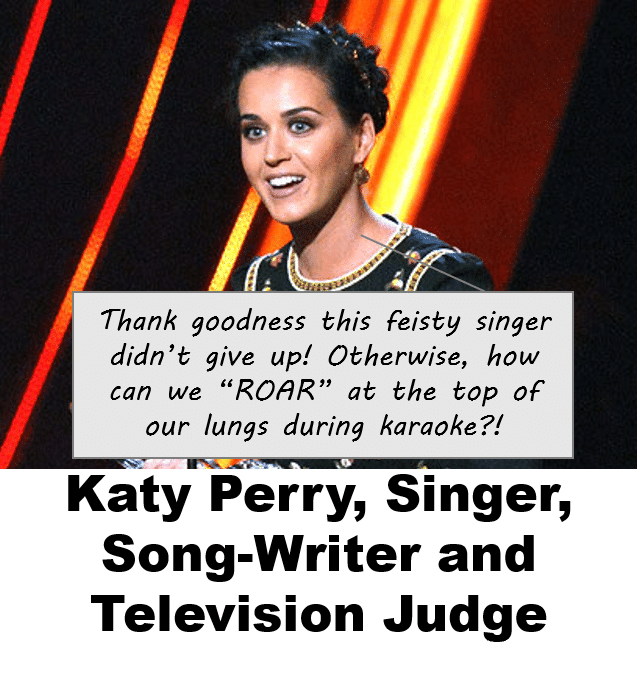 Thank goodness this feisty singer
didn't give up! Otherwise, how
can we “ROAR” at the top of
our lungs during karaoke?!
Katy Perry, Singer,
Song-Writer and
Television Judge